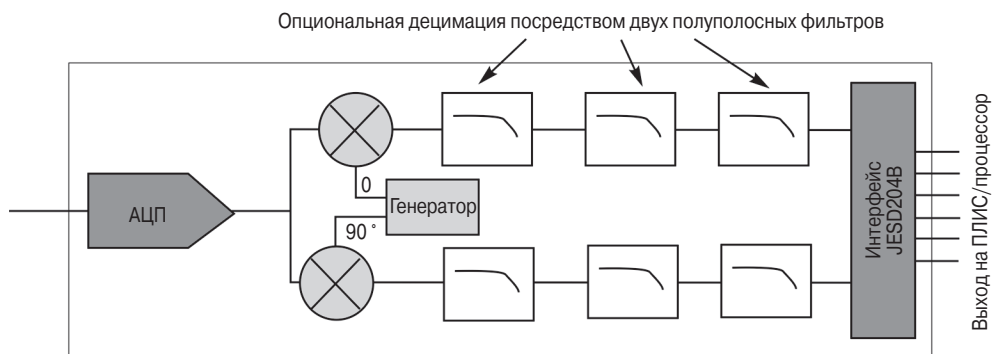 Опциональная децимация посредством двух полуполосных фильтров
АЦП
0
Генератор
90°
Интерфейс
JESD204B
Выход на ПЛИС/процессор